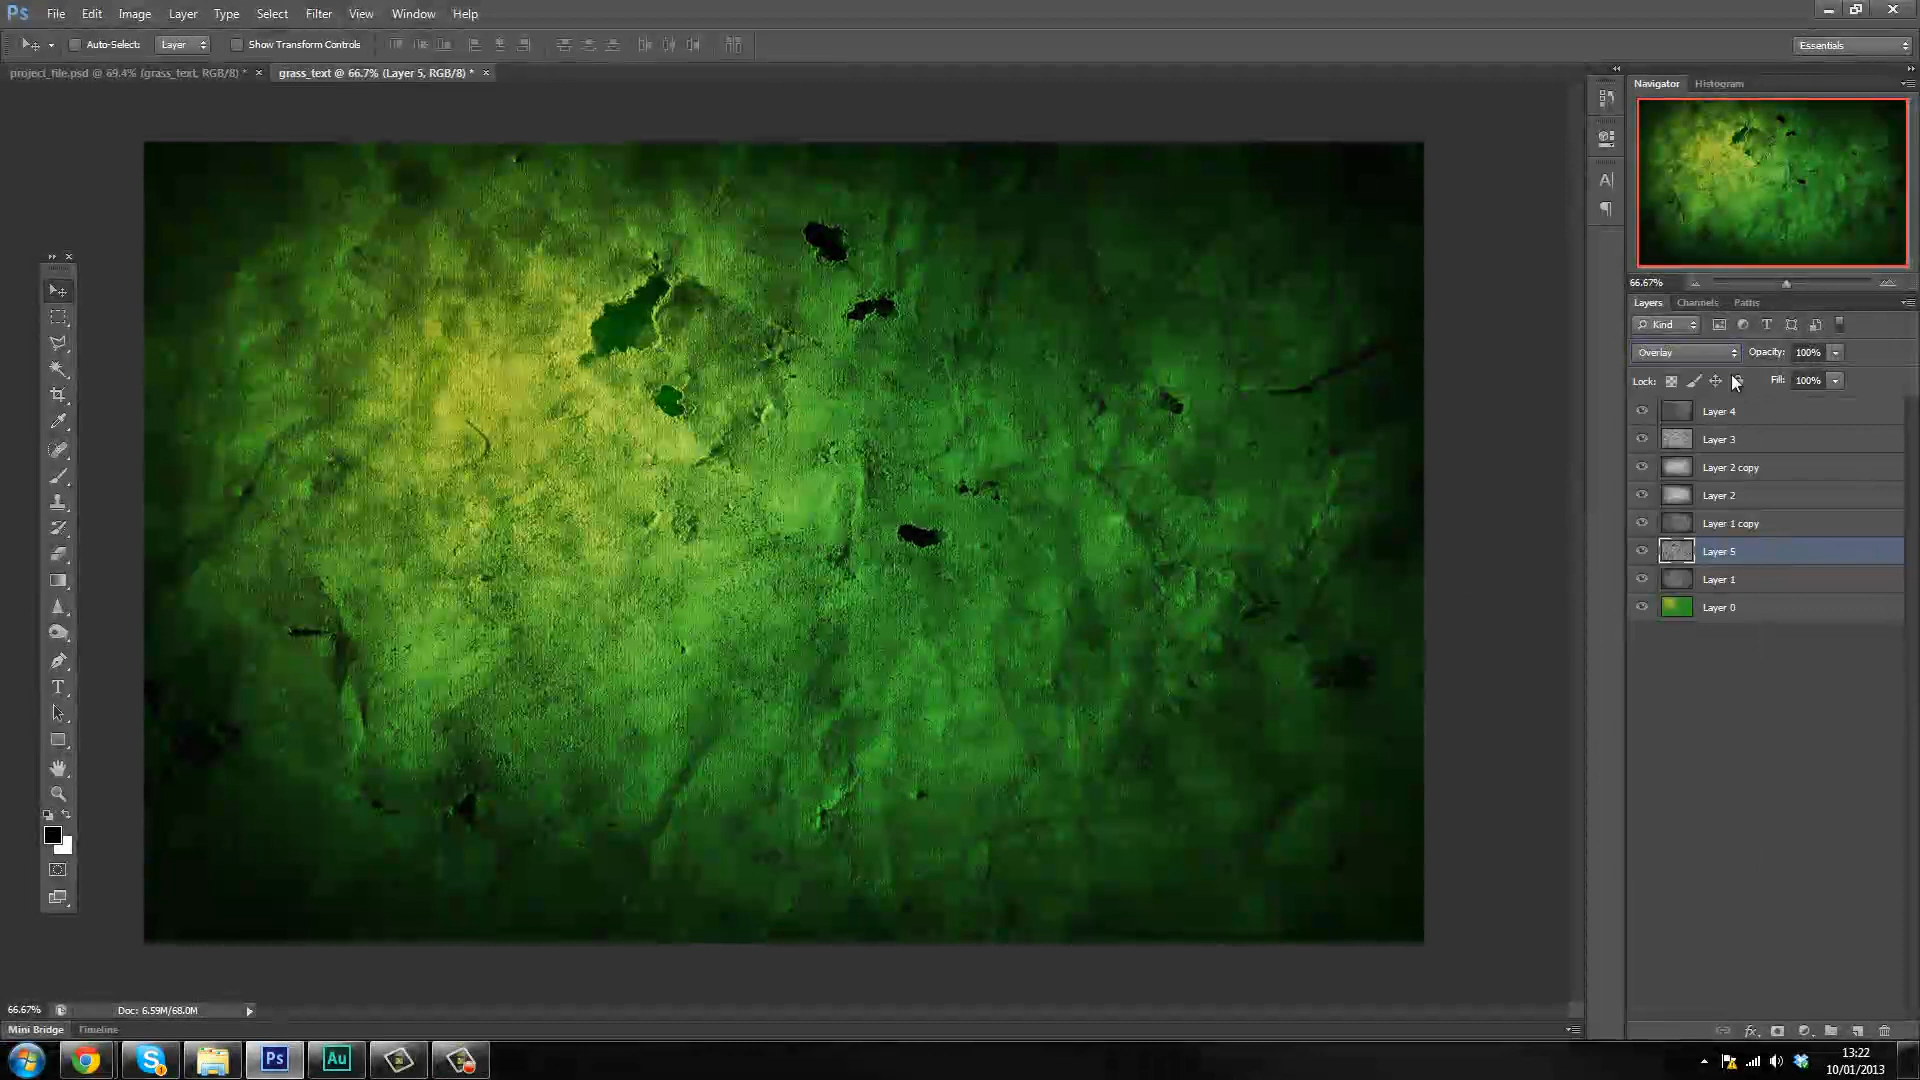 Ps File Edit Image Layer Type Select Filter View Window Help
Auto-Select: Layer Show Transform Controls Essentials
project_file.psd @ 69.4% (grass_text, RGB/8) * × grass_text @ 66.7% (Layer 5, RGB/8) * ×
Navigator Histogram
66.67%
Layers Channels Paths
Kind
Overlay Opacity: 100%
Lock: Fill: 100%
Layer 4
Layer 3
Layer 2 copy
Layer 2
Layer 1 copy
Layer 5
Layer 1
Layer 0
66.67% Doc: 6.59M/68.0M
Mini Bridge Timeline
Ps Au
13:22
10/01/2013